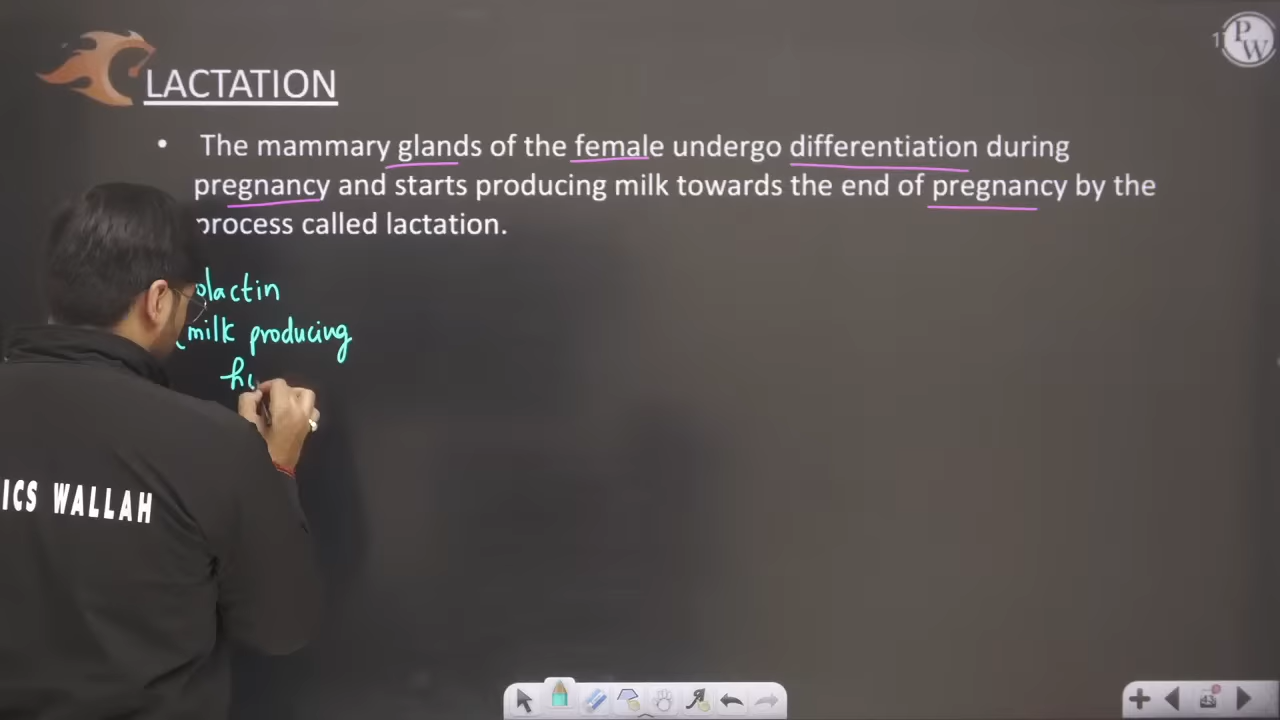 LACTATION
• The mammary glands of the female undergo differentiation during
pregnancy and starts producing milk towards the end of pregnancy by the
process called lactation.
olactin
(milk producing
ICS WALLAH
PW